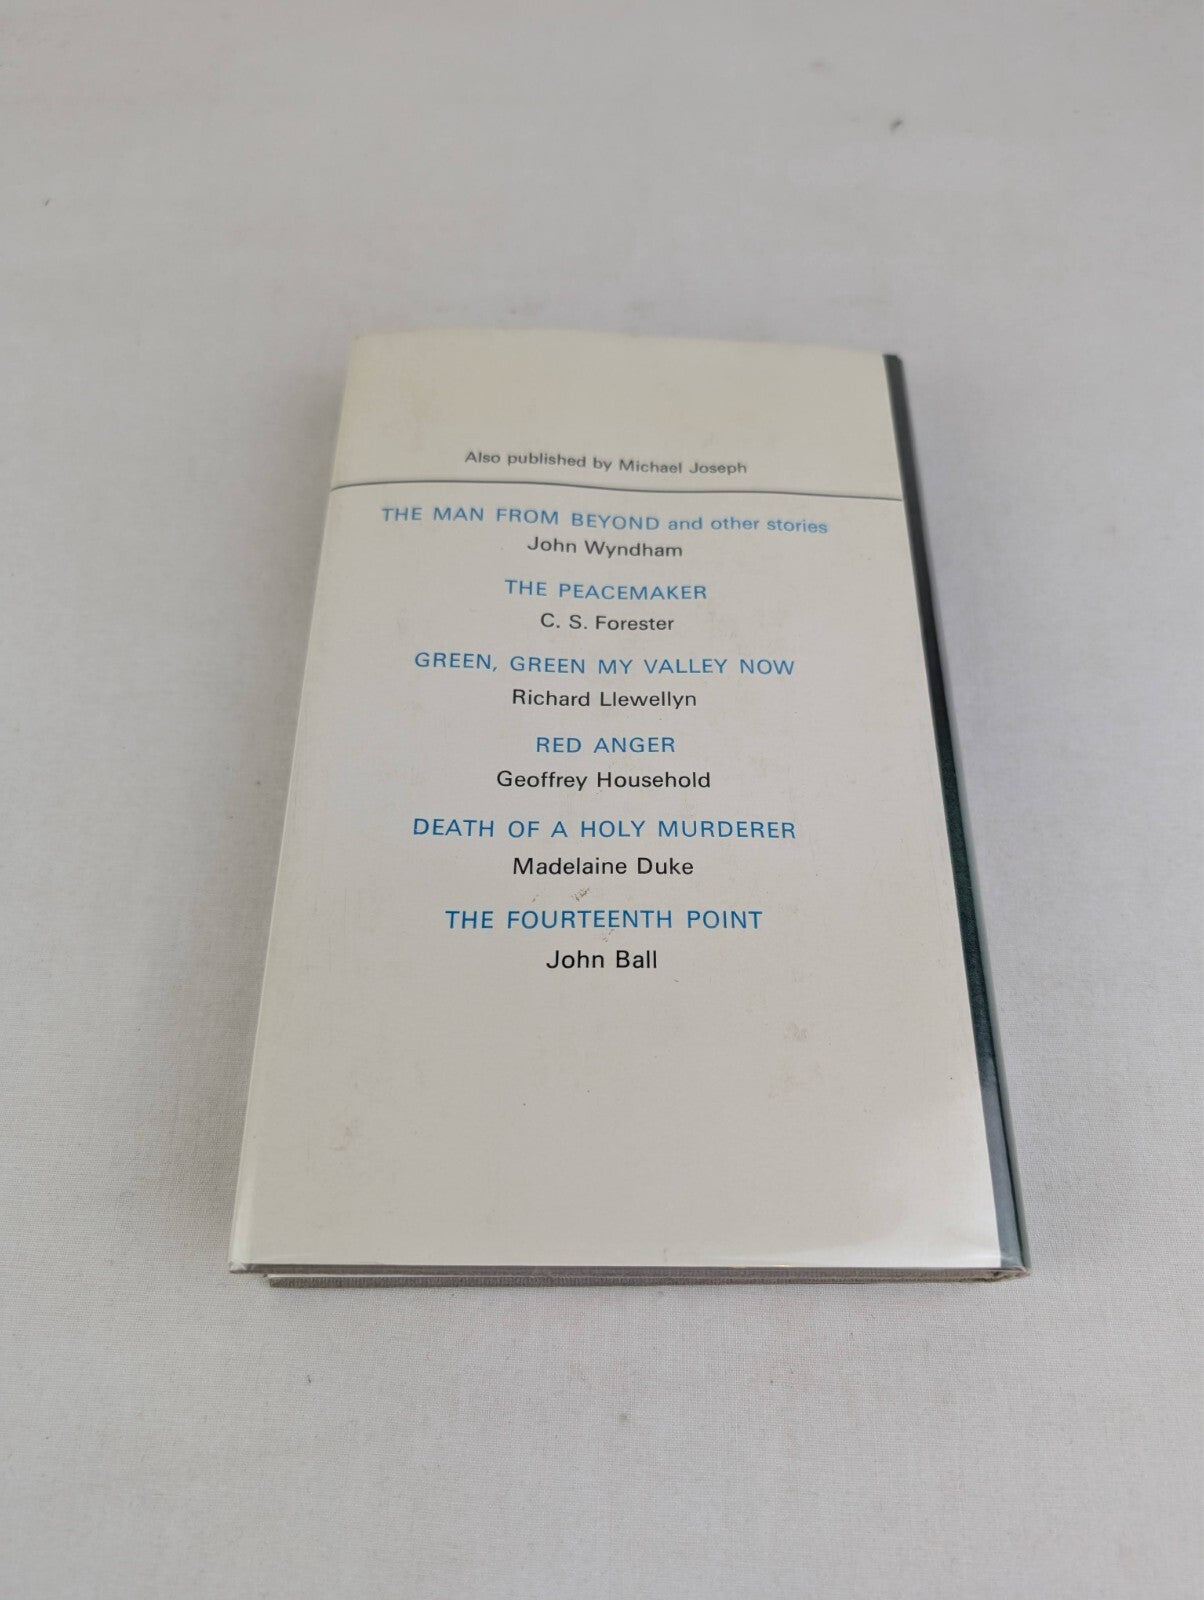 Also published by Michael Joseph
THE MAN FROM BEYOND and other stories
John Wyndham
THE PEACEMAKER
C. S. Forester
GREEN, GREEN MY VALLEY NOW
Richard Llewellyn
RED ANGER
Geoffrey Household
DEATH OF A HOLY MURDERER
Madelaine Duke
THE FOURTEENTH POINT
John Ball